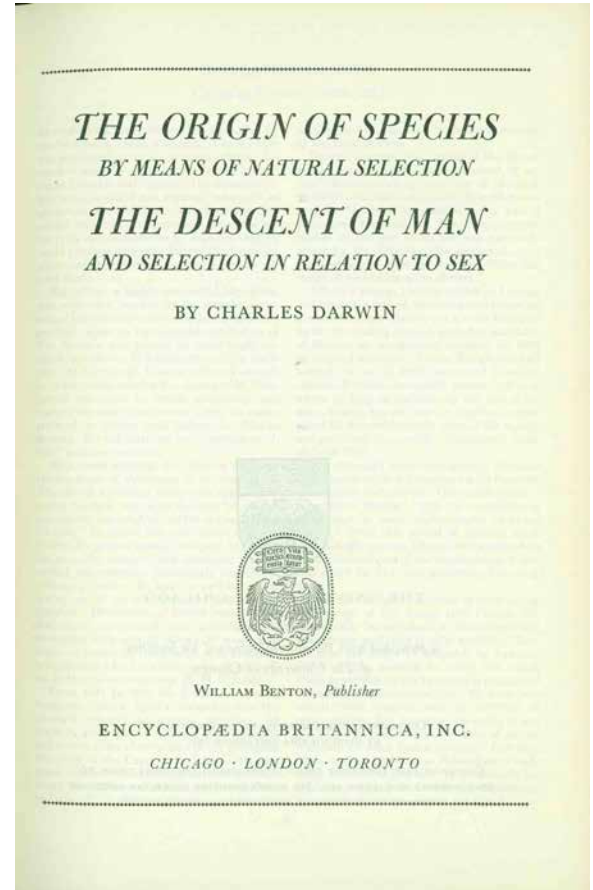 THE ORIGIN OF SPECIES
BY MEANS OF NATURAL SELECTION
THE DESCENT OF MAN
AND SELECTION IN RELATION TO SEX
BY CHARLES DARWIN
WILLIAM BENTON, Publisher
ENCYCLOPÆDIA BRITANNICA, INC.
CHICAGO · LONDON · TORONTO